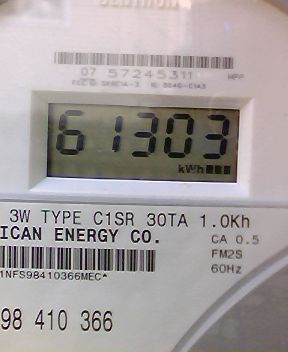 07 57245311
61303
kWh
3W TYPE C1SR 30TA 1.0Kh
ICAN ENERGY CO.
CA 0.5
FM2S
60Hz
1NFS98410366MEC*
98 410 366